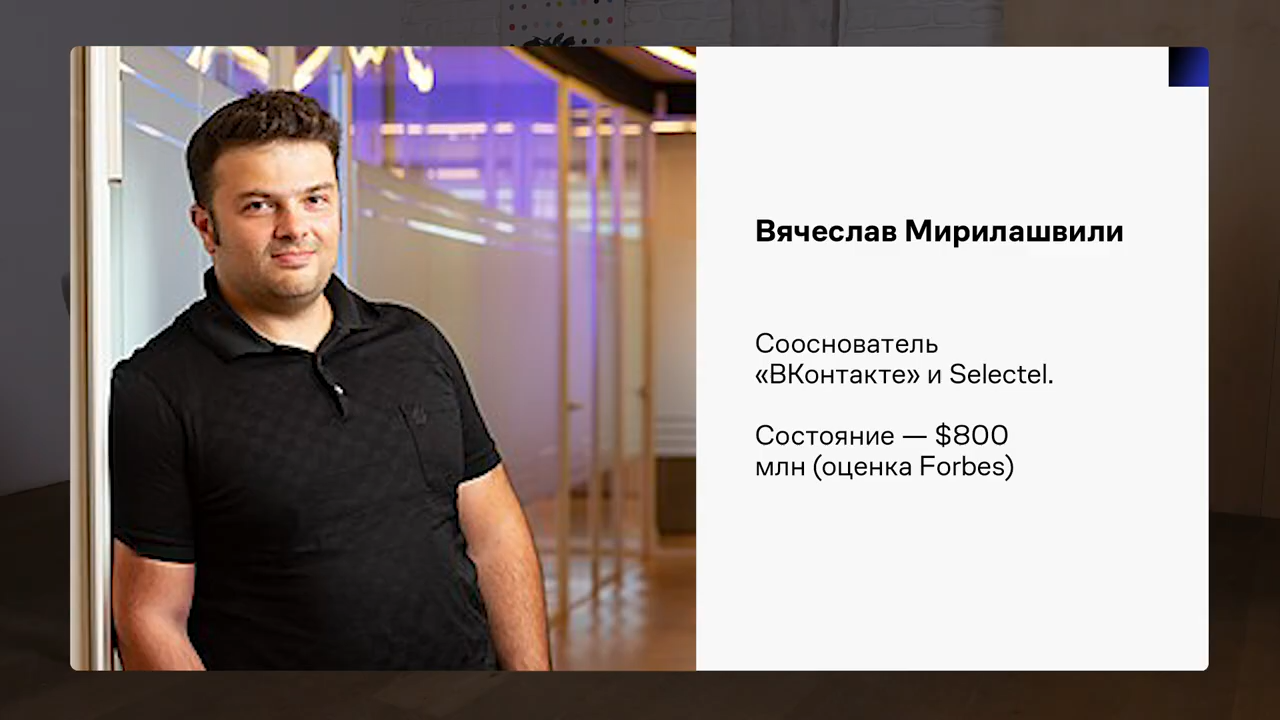 Вячеслав Мирилашвили
Сооснователь
«ВКонтакте» и Selectel.
Состояние — $800
млн (оценка Forbes)